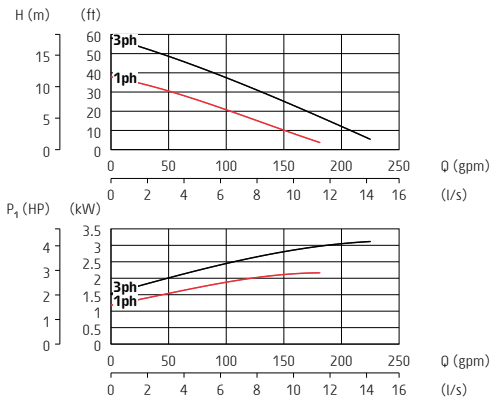 H (m) (ft)
60
3ph
15 50
40
1ph
10 30
20
5
10
0 0
0 50 100 150 200 250 Q (gpm)
0 2 4 6 8 10 12 14 16 (l/s)
P1 (HP) (kW)
3.5
4 3
2.5
3
2
3ph
2 1.5
1ph
1
1
0.5
0 0
0 50 100 150 200 250 Q (gpm)
0 2 4 6 8 10 12 14 16 (l/s)